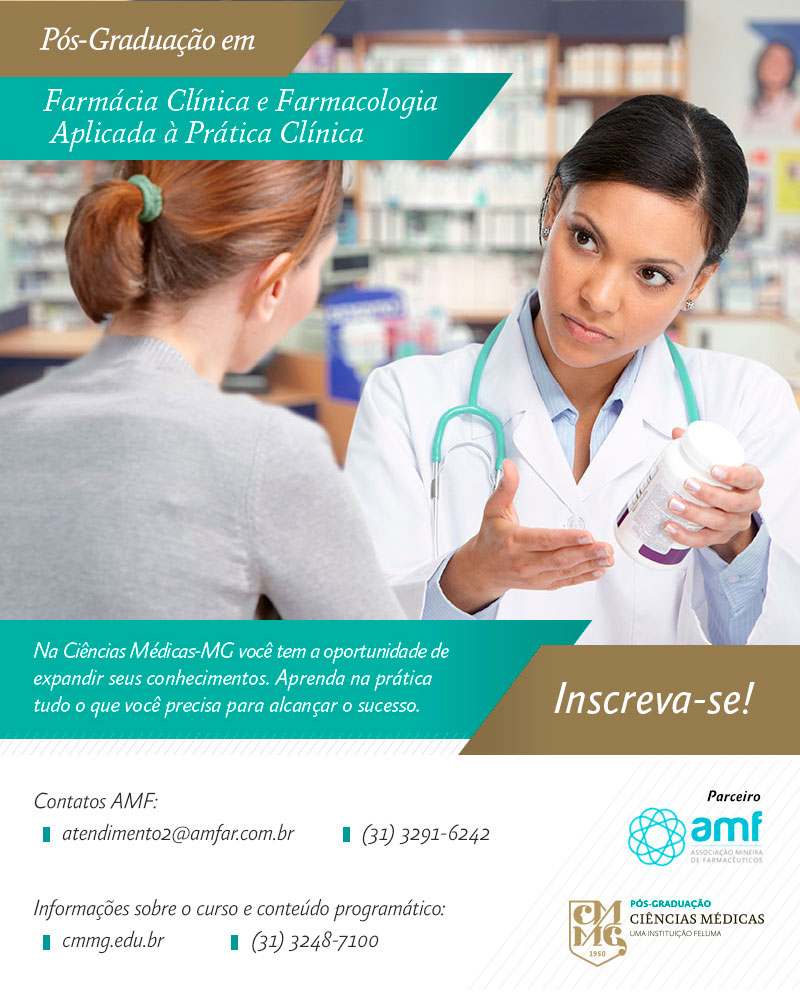 Pós-Graduação em
Farmácia Clínica e Farmacologia
Aplicada à Prática Clínica
Na Ciências Médicas-MG você tem a oportunidade de
expandir seus conhecimentos. Aprenda na prática
tudo o que você precisa para alcançar o sucesso.
Inscreva-se!
Contatos AMF:
atendimento2@amfar.com.br (31) 3291-6242
Parceiro
amf
ASSOCIAÇÃO MINEIRA
DE FARMACÊUTICOS
Informações sobre o curso e conteúdo programático:
cmmg.edu.br (31) 3248-7100
CMMG
1950
PÓS-GRADUAÇÃO
CIÊNCIAS MÉDICAS
UMA INSTITUIÇÃO FELUMA